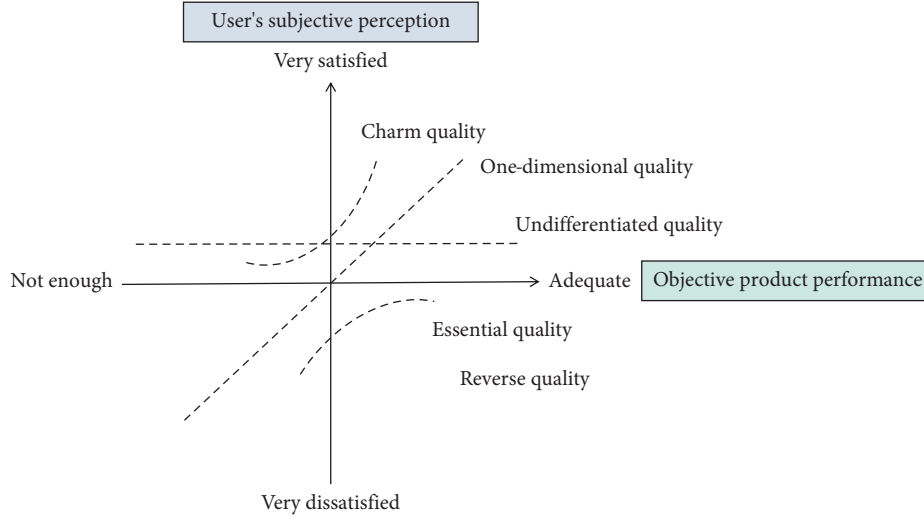 User's subjective perception
Very satisfied
Charm quality
One-dimensional quality
Undifferentiated quality
Not enough
Adequate
Objective product performance
Essential quality
Reverse quality
Very dissatisfied